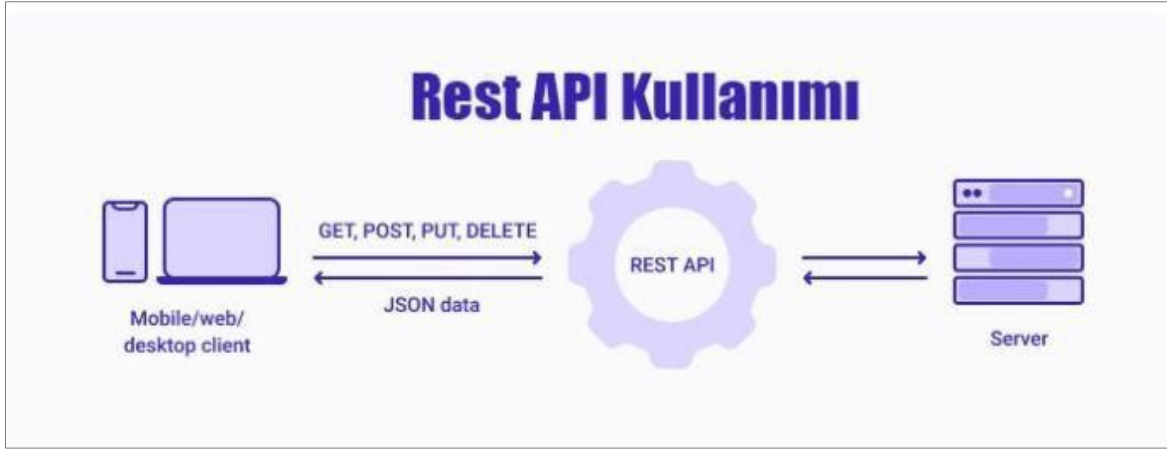 Rest API Kullanımı
GET, POST, PUT, DELETE
REST API
JSON data
Mobile/web/
desktop client
Server